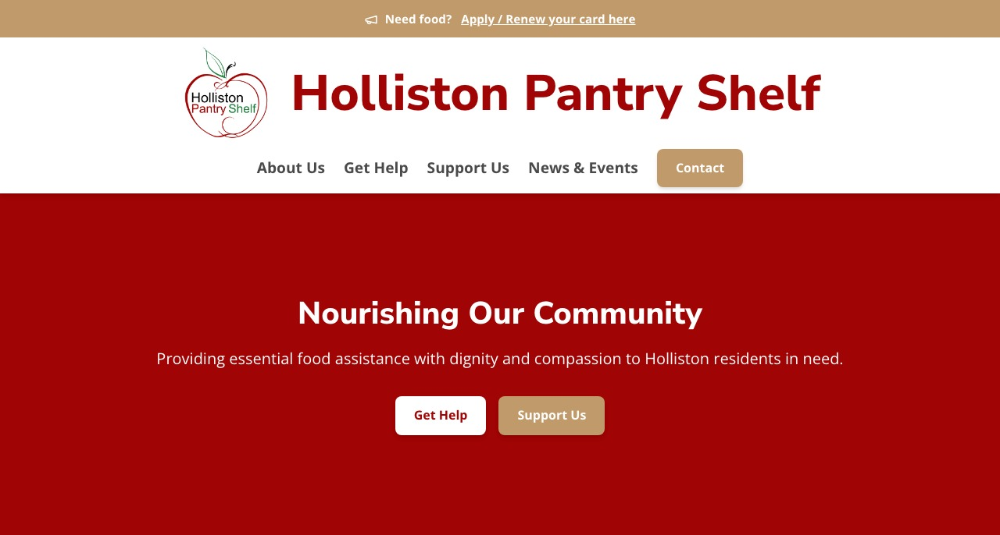 Need food? Apply / Renew your card here
Holliston
Pantry Shelf
Holliston Pantry Shelf
About Us Get Help Support Us News & Events Contact
Nourishing Our Community
Providing essential food assistance with dignity and compassion to Holliston residents in need.
Get Help Support Us